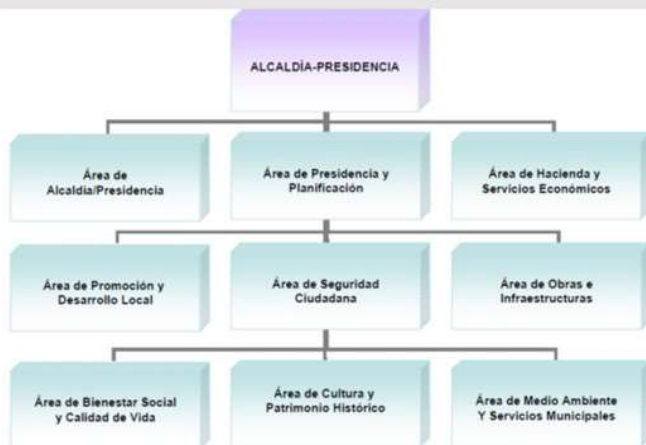 ALCALDÍA-PRESIDENCIA
Área de
Alcaldía/Presidencia
Área de Presidencia y
Planificación
Área de Hacienda y
Servicios Económicos
Área de Promoción y
Desarrollo Local
Área de Seguridad
Ciudadana
Área de Obras e
Infraestructuras
Área de Bienestar Social
y Calidad de Vida
Área de Cultura y
Patrimonio Histórico
Área de Medio Ambiente
Y Servicios Municipales